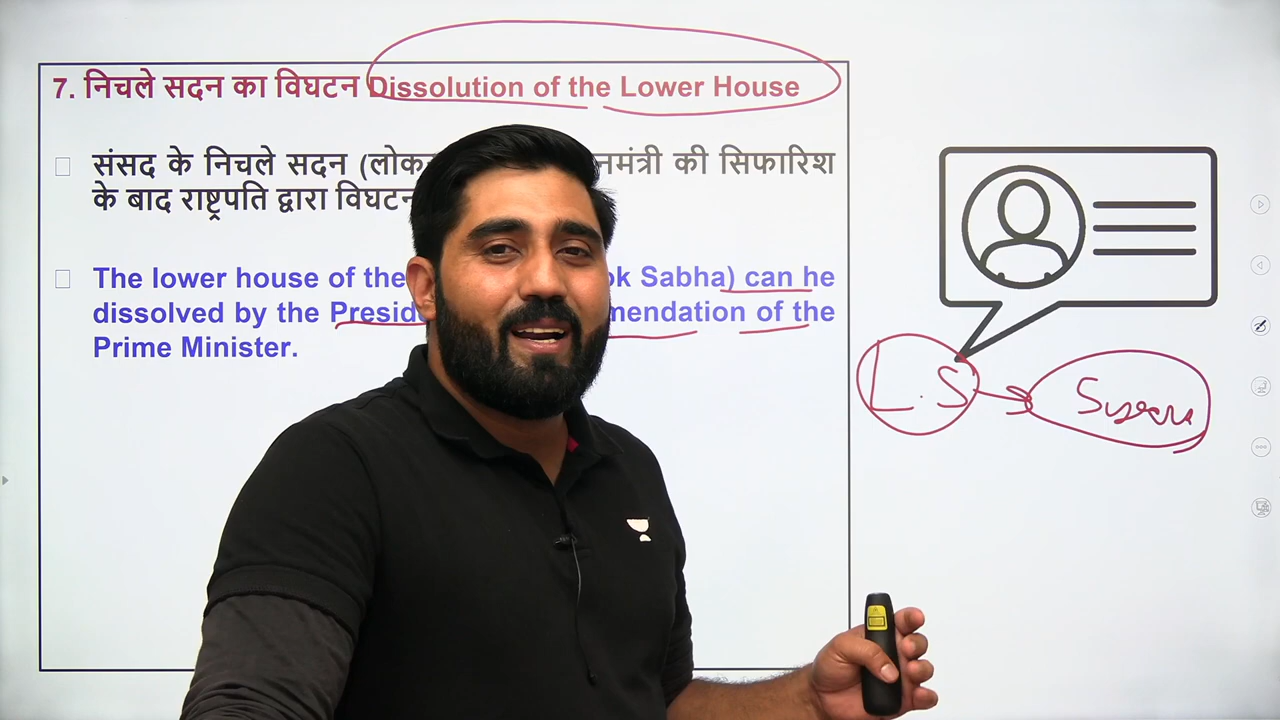 7. निचले सदन का विघटन Dissolution of the Lower House
संसद के निचले सदन (लोक नमंत्री की सिफारिश
के बाद राष्ट्रपति द्वारा विघटन
The lower house of the ok Sabha) can he
dissolved by the Presid mendation of the
Prime Minister.
L.S